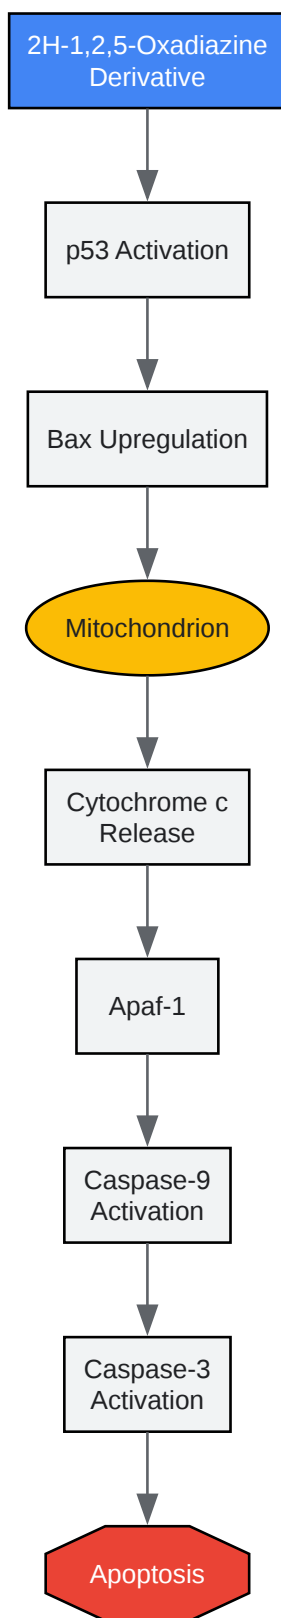 2H-1,2,5-Oxadiazine
Derivative
p53 Activation
Bax Upregulation
Mitochondrion
Cytochrome c
Release
Apaf-1
Caspase-9
Activation
Caspase-3
Activation
Apoptosis